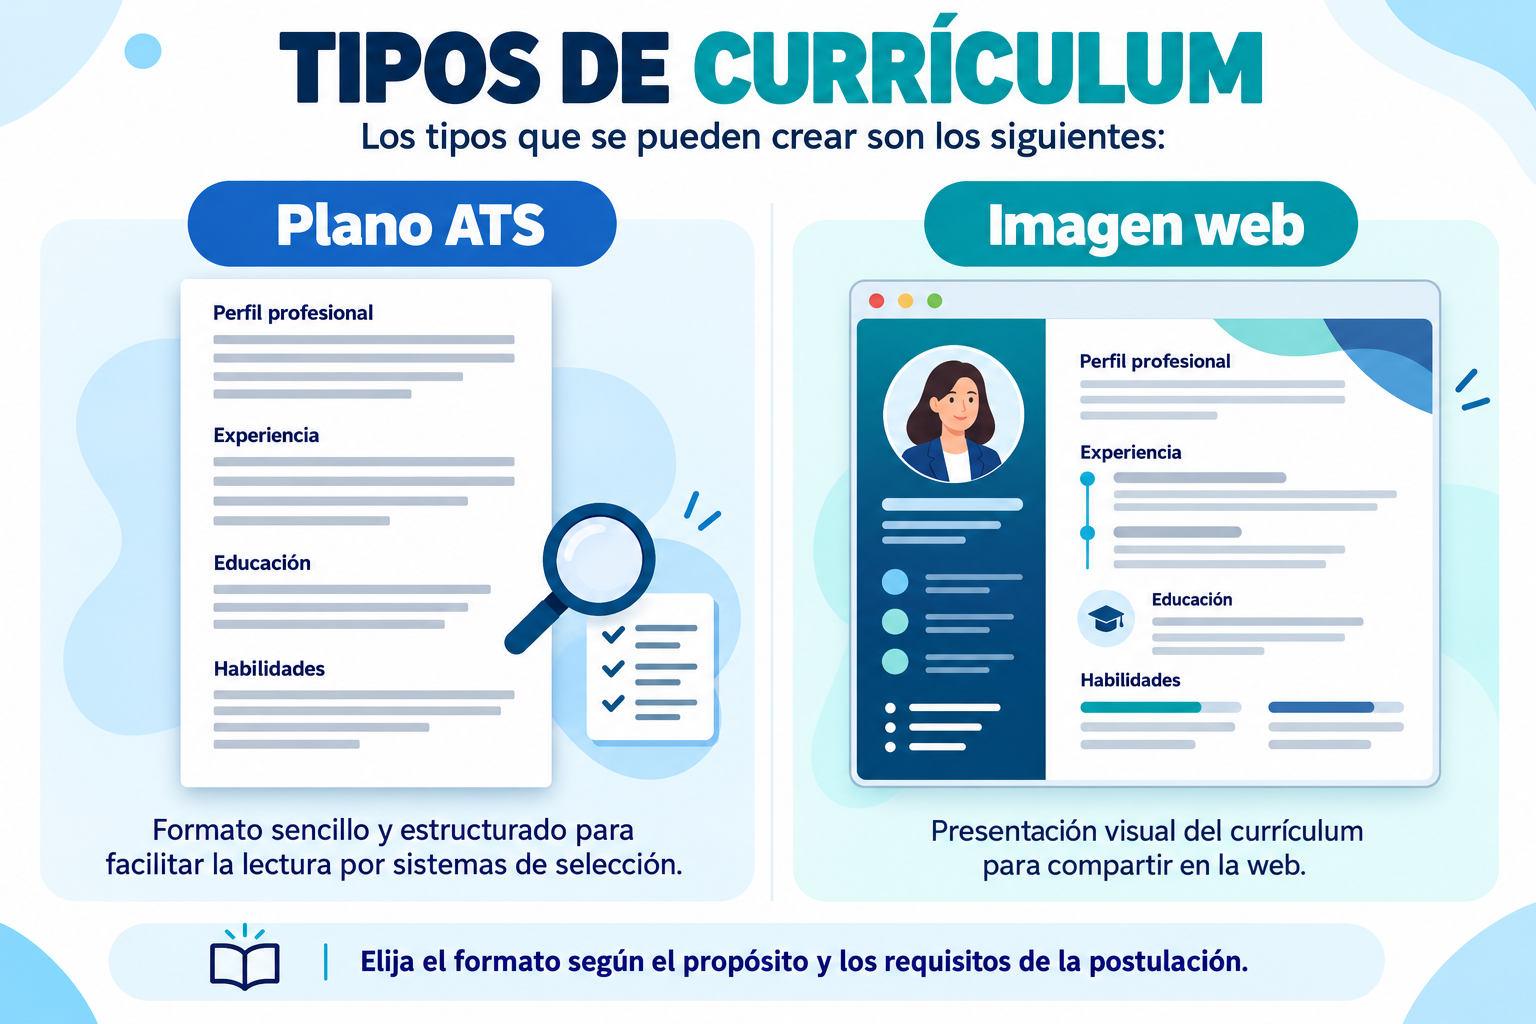 TIPOS DE CURRÍCULUM
Los tipos que se pueden crear son los siguientes:
Plano ATS
Perfil profesional
Experiencia
Educación
Habilidades
Formato sencillo y estructurado para
facilitar la lectura por sistemas de selección.
Imagen web
Perfil profesional
Experiencia
Educación
Habilidades
Presentación visual del currículum
para compartir en la web.
Elija el formato según el propósito y los requisitos de la postulación.